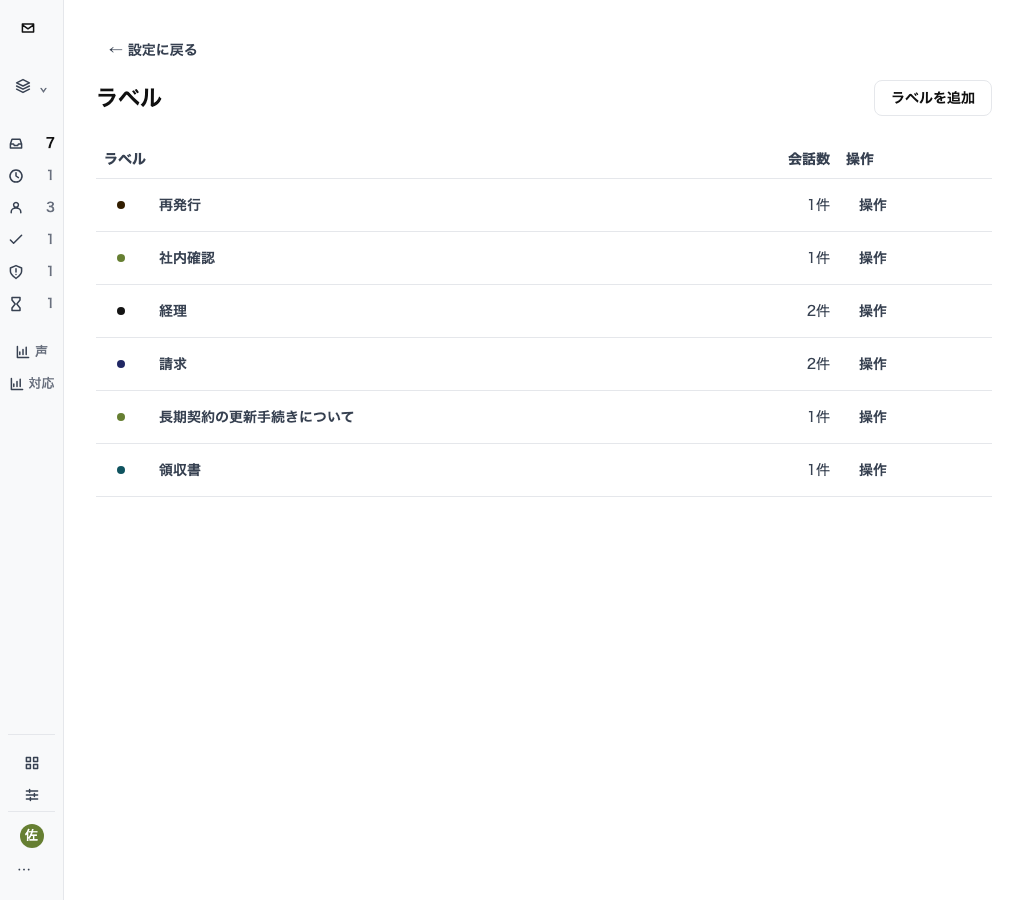 ← 設定に戻る
ラベル
ラベルを追加
ラベル 会話数 操作
再発行 1件 操作
社内確認 1件 操作
経理 2件 操作
請求 2件 操作
長期契約の更新手続きについて 1件 操作
領収書 1件 操作
7
1
3
1
1
1
声
対応
佐
…